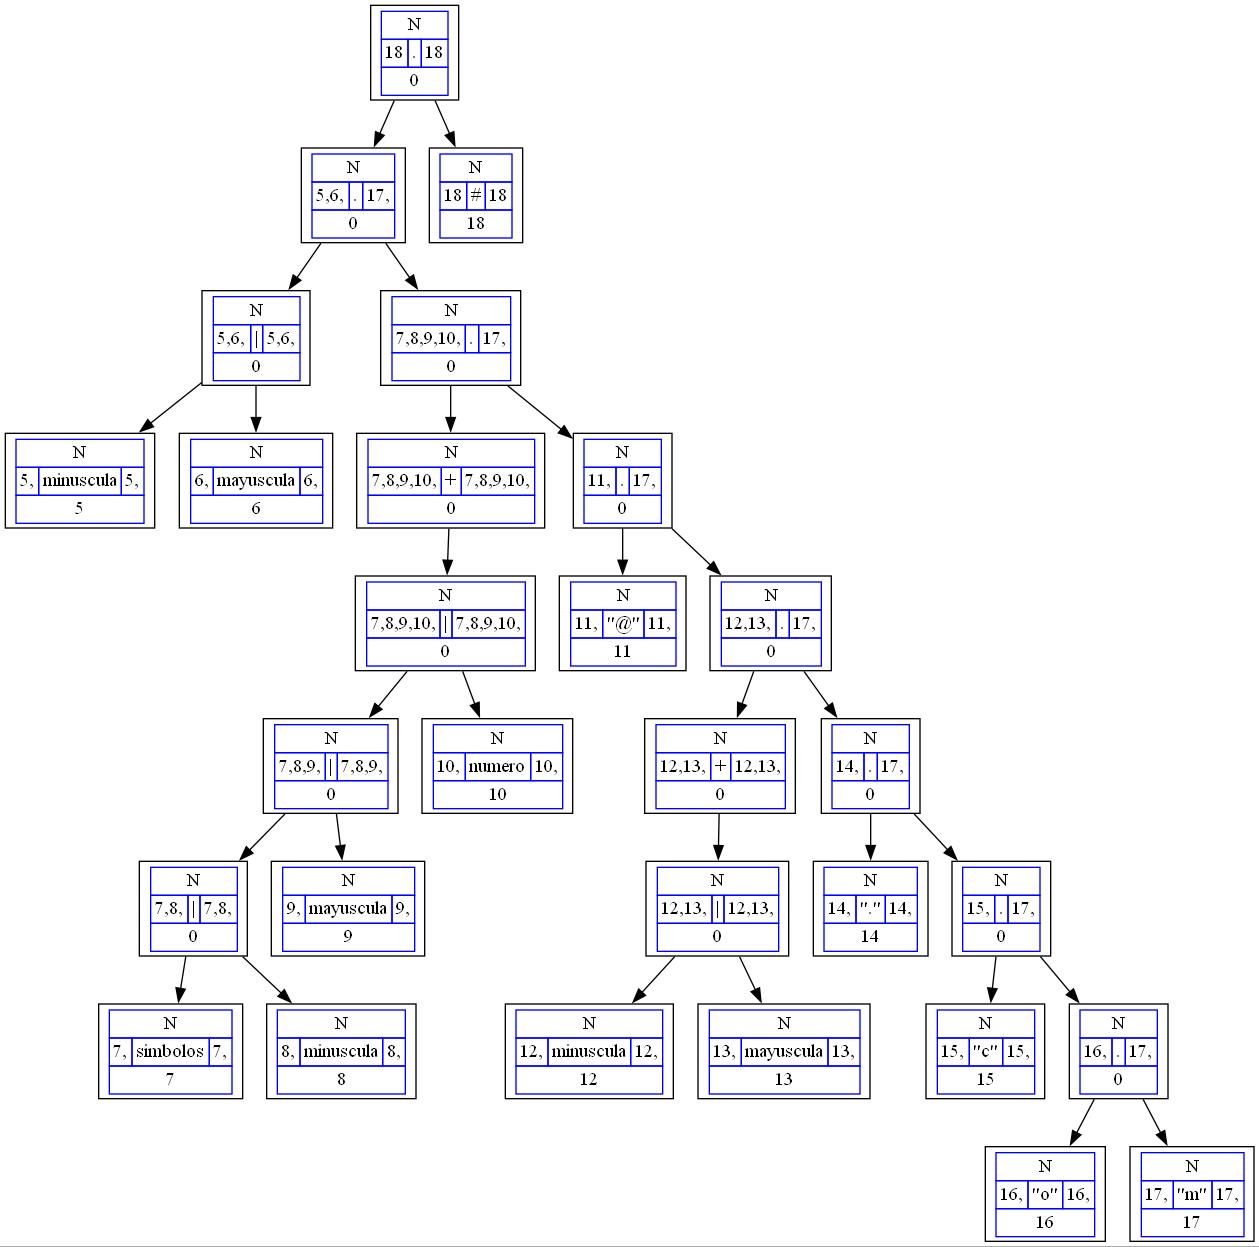 N
18 . 18
0
N
5,6, . 17,
0
N
18 # 18
18
N
5,6, | 5,6,
0
N
7,8,9,10, . 17,
0
N
5, minuscula 5,
5
N
6, mayuscula 6,
6
N
7,8,9,10, + 7,8,9,10,
0
N
11, . 17,
0
N
7,8,9,10, | 7,8,9,10,
0
N
11, "@" 11,
11
N
12,13, . 17,
0
N
7,8,9, | 7,8,9,
0
N
10, numero 10,
10
N
12,13, + 12,13,
0
N
14, . 17,
0
N
7,8, | 7,8,
0
N
9, mayuscula 9,
9
N
12,13, | 12,13,
0
N
14, "." 14,
14
N
15, . 17,
0
N
7, simbolos 7,
7
N
8, minuscula 8,
8
N
12, minuscula 12,
12
N
13, mayuscula 13,
13
N
15, "c" 15,
15
N
16, . 17,
0
N
16, "o" 16,
16
N
17, "m" 17,
17